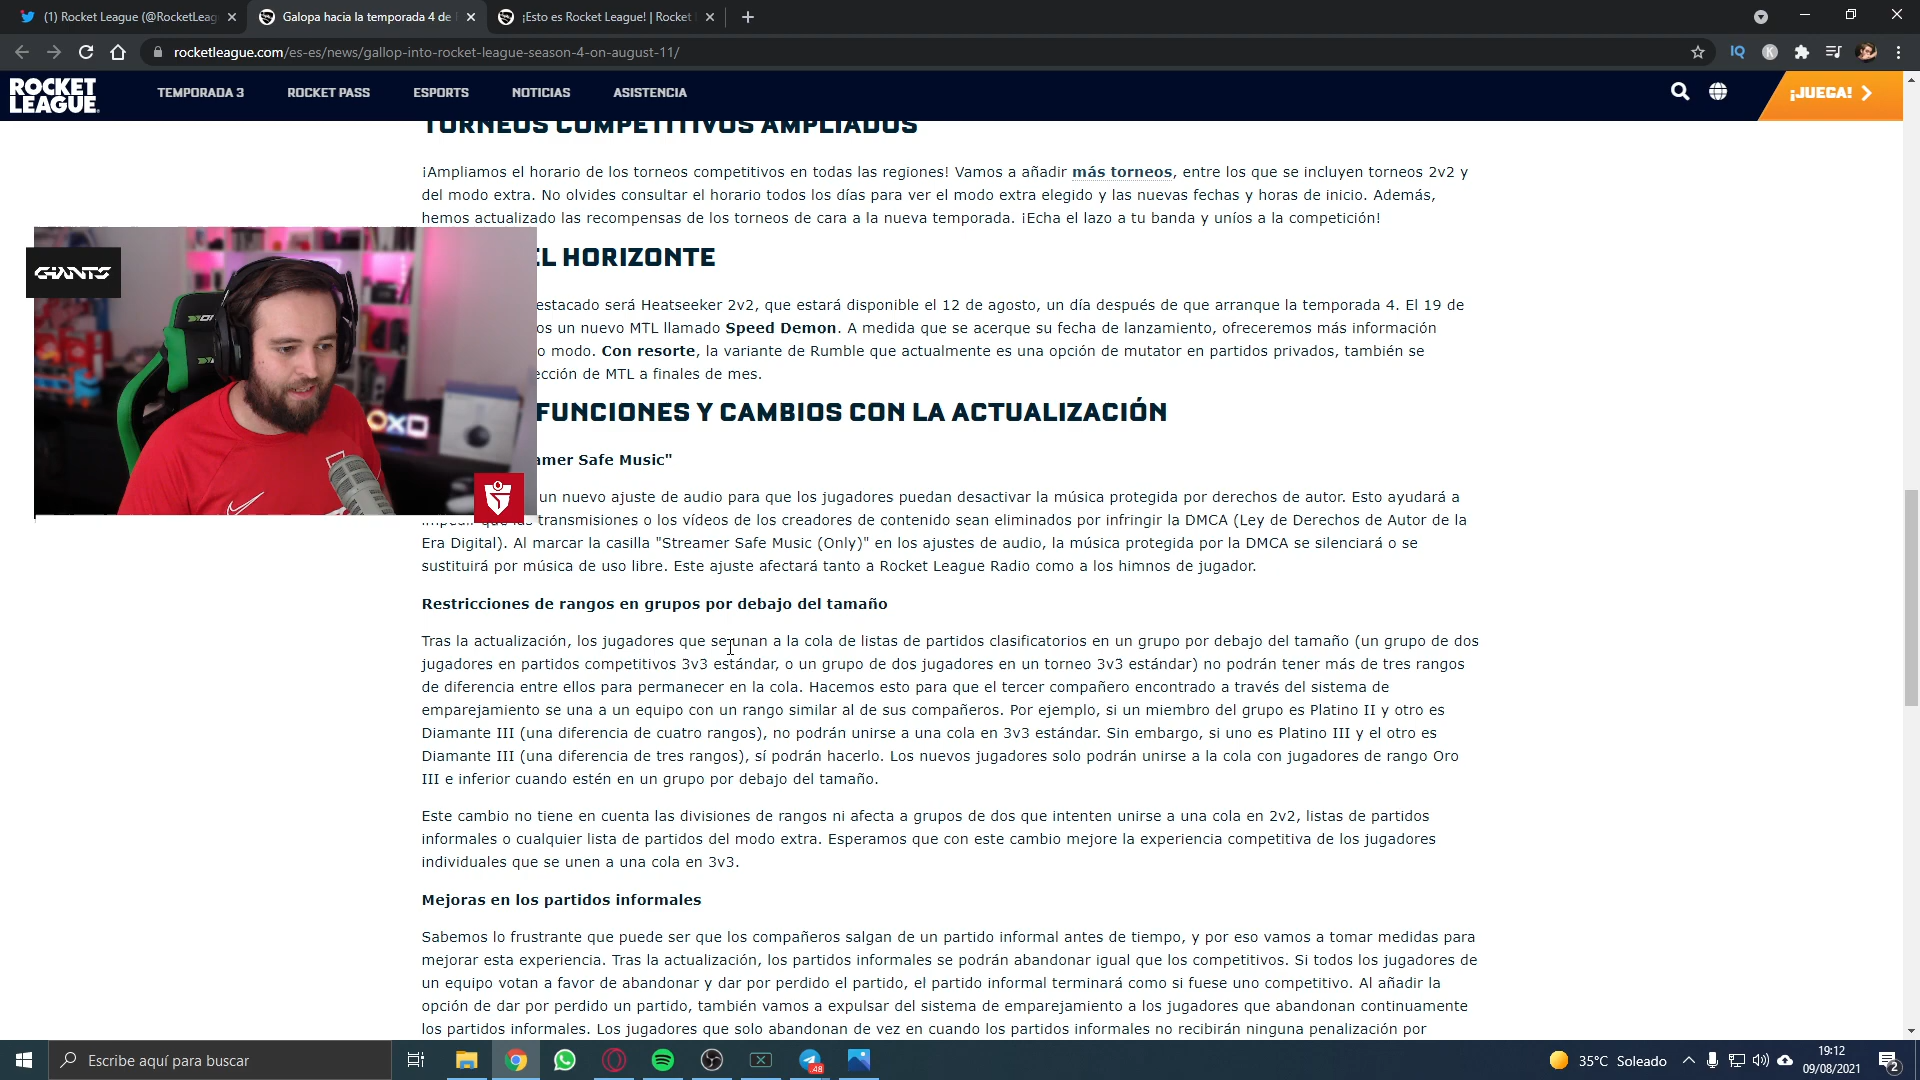 (1) Rocket League (@RocketLeag
Galopa hacia la temporada 4 de
¡Esto es Rocket League! | Rocket
rocketleague.com/es-es/news/gallop-into-rocket-league-season-4-on-august-11/
IQ
K
ROCKET
LEAGUE
TEMPORADA 3
ROCKET PASS
ESPORTS
NOTICIAS
ASISTENCIA
¡JUEGA!
TORNEOS COMPETITIVOS AMPLIADOS
¡Ampliamos el horario de los torneos competitivos en todas las regiones! Vamos a añadir más torneos, entre los que se incluyen torneos 2v2 y
del modo extra. No olvides consultar el horario todos los días para ver el modo extra elegido y las nuevas fechas y horas de inicio. Además,
hemos actualizado las recompensas de los torneos de cara a la nueva temporada. ¡Echa el lazo a tu banda y uníos a la competición!
GIANTS
EL HORIZONTE
estacado será Heatseeker 2v2, que estará disponible el 12 de agosto, un día después de que arranque la temporada 4. El 19 de
os un nuevo MTL llamado Speed Demon. A medida que se acerque su fecha de lanzamiento, ofreceremos más información
o modo. Con resorte, la variante de Rumble que actualmente es una opción de mutator en partidos privados, también se
ección de MTL a finales de mes.
FUNCIONES Y CAMBIOS CON LA ACTUALIZACIÓN
amer Safe Music"
un nuevo ajuste de audio para que los jugadores puedan desactivar la música protegida por derechos de autor. Esto ayudará a
transmisiones o los vídeos de los creadores de contenido sean eliminados por infringir la DMCA (Ley de Derechos de Autor de la
Era Digital). Al marcar la casilla "Streamer Safe Music (Only)" en los ajustes de audio, la música protegida por la DMCA se silenciará o se
sustituirá por música de uso libre. Este ajuste afectará tanto a Rocket League Radio como a los himnos de jugador.
Restricciones de rangos en grupos por debajo del tamaño
Tras la actualización, los jugadores que se unan a la cola de listas de partidos clasificatorios en un grupo por debajo del tamaño (un grupo de dos
jugadores en partidos competitivos 3v3 estándar, o un grupo de dos jugadores en un torneo 3v3 estándar) no podrán tener más de tres rangos
de diferencia entre ellos para permanecer en la cola. Hacemos esto para que el tercer compañero encontrado a través del sistema de
emparejamiento se una a un equipo con un rango similar al de sus compañeros. Por ejemplo, si un miembro del grupo es Platino II y otro es
Diamante III (una diferencia de cuatro rangos), no podrán unirse a una cola en 3v3 estándar. Sin embargo, si uno es Platino III y el otro es
Diamante III (una diferencia de tres rangos), sí podrán hacerlo. Los nuevos jugadores solo podrán unirse a la cola con jugadores de rango Oro
III e inferior cuando estén en un grupo por debajo del tamaño.
Este cambio no tiene en cuenta las divisiones de rangos ni afecta a grupos de dos que intenten unirse a una cola en 2v2, listas de partidos
informales o cualquier lista de partidos del modo extra. Esperamos que con este cambio mejore la experiencia competitiva de los jugadores
individuales que se unen a una cola en 3v3.
Mejoras en los partidos informales
Sabemos lo frustrante que puede ser que los compañeros salgan de un partido informal antes de tiempo, y por eso vamos a tomar medidas para
mejorar esta experiencia. Tras la actualización, los partidos informales se podrán abandonar igual que los competitivos. Si todos los jugadores de
un equipo votan a favor de abandonar y dar por perdido el partido, el partido informal terminará como si fuese uno competitivo. Al añadir la
opción de dar por perdido un partido, también vamos a expulsar del sistema de emparejamiento a los jugadores que abandonan continuamente
los partidos informales. Los jugadores que solo abandonan de vez en cuando los partidos informales no recibirán ninguna penalización por
Escribe aquí para buscar
48
35°C Soleado
19:12
09/08/2021
2